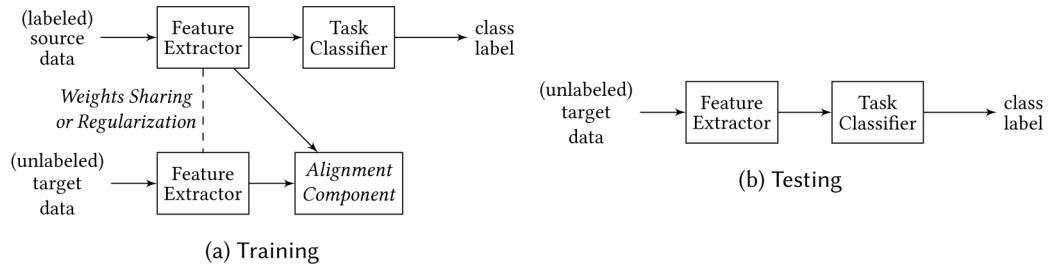 (labeled)
source
data
Feature
Extractor
Task
Classifier
class
label
Weights Sharing
or Regularization
(unlabeled)
target
data
Feature
Extractor
Alignment
Component
(a) Training
(unlabeled)
target
data
Feature
Extractor
Task
Classifier
class
label
(b) Testing